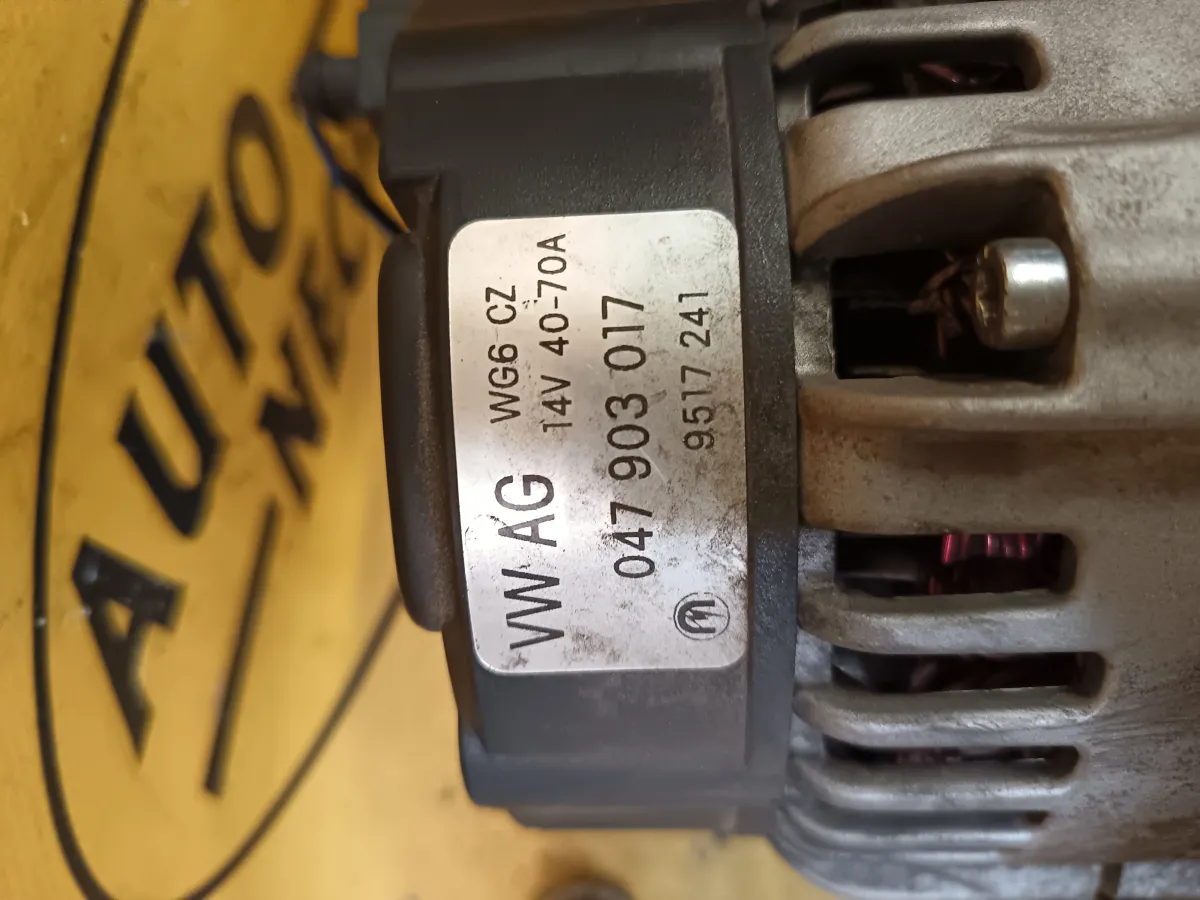 VW AG WG6 CZ
14V 40-70A
047 903 017
9517 241
AUTO